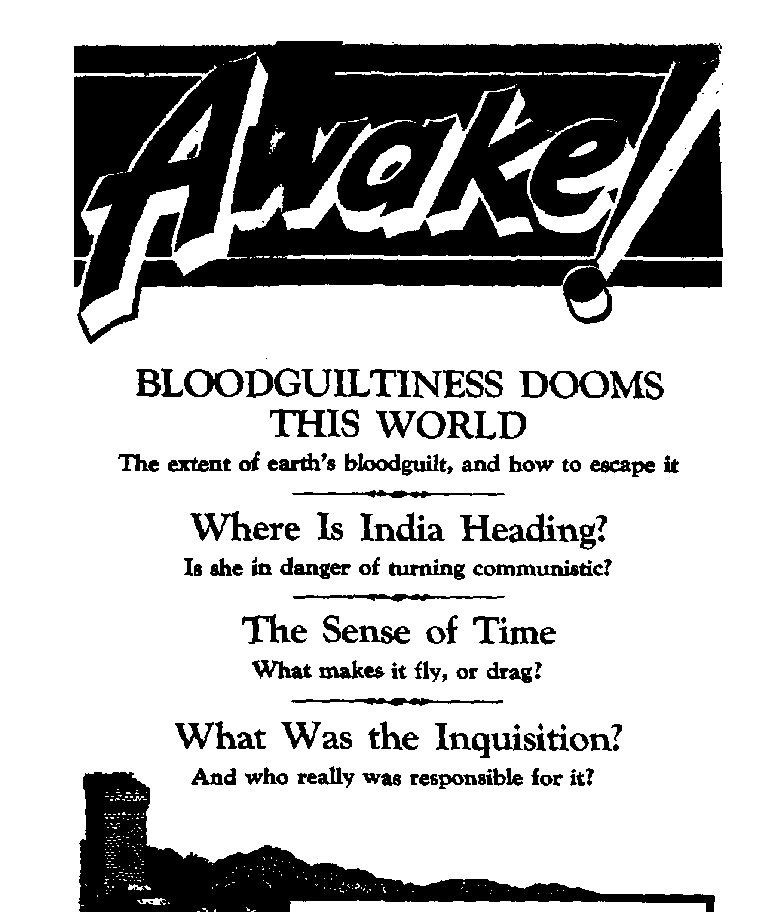 Awake!
BLOODGUILTINESS DOOMS
THIS WORLD
The extent of earth's bloodguilt, and how to escape it
Where Is India Heading?
Is she in danger of turning communistic?
The Sense of Time
What makes it fly, or drag?
What Was the Inquisition?
And who really was responsible for it?